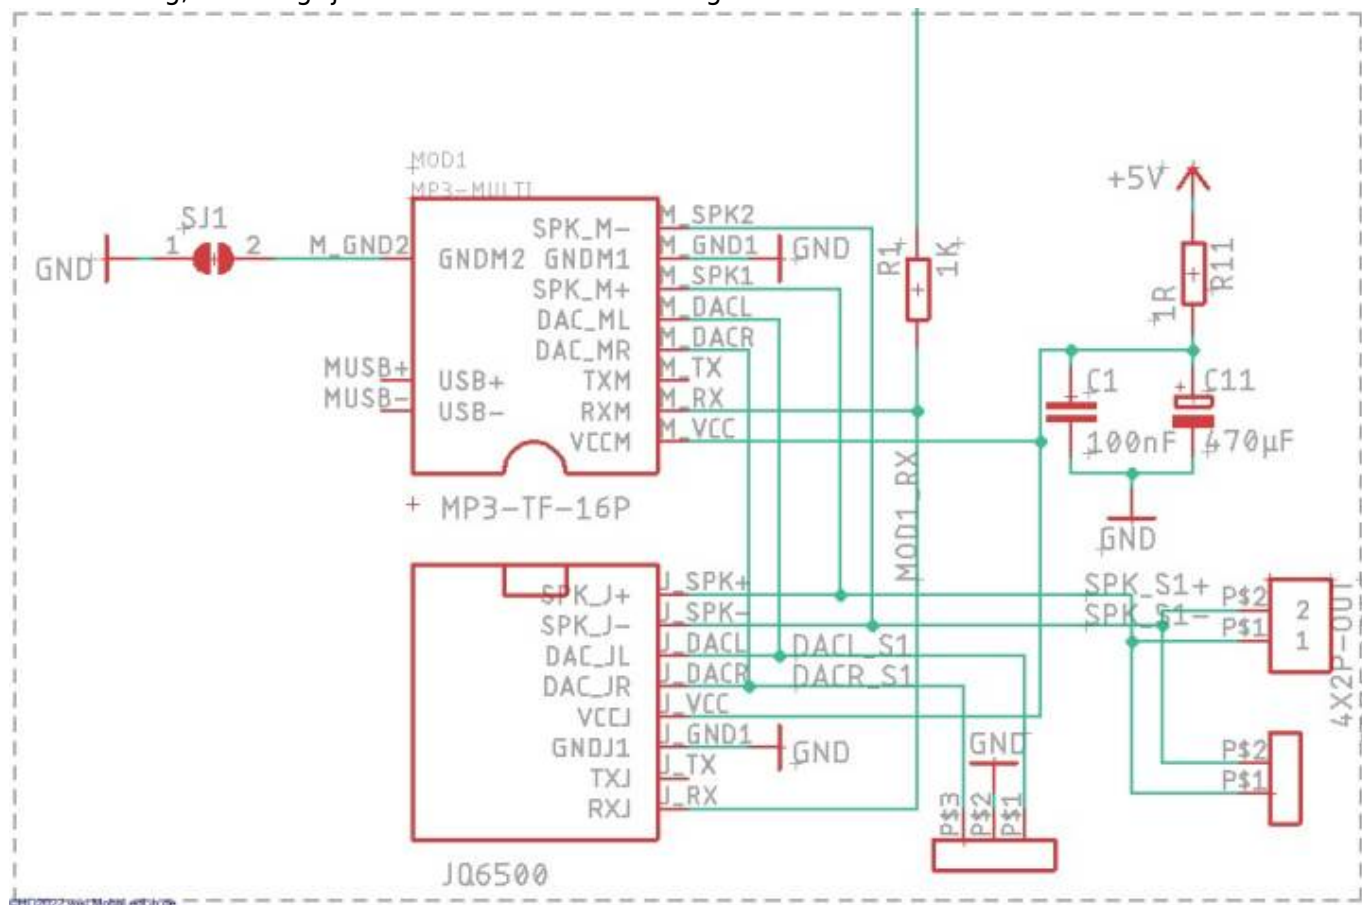 MOD1
MP3-MULTI
SJ1
1
2
GND
M_GND2
GNDM2
MUSB+
MUSB-
USB+
USB-
SPK_M-
GNDM1
SPK_M+
DAC_ML
DAC_MR
TXM
RXM
VCCM
M_SPK2
M_GND1
M_SPK1
M_DACL
M_DACR
M_TX
M_RX
M_VCC
GND
R1
1K
+5V
R11
1R
C1
100nF
C11
470µF
GND
MP3-TF-16P
MOD1_RX
SPK_J+
SPK_J-
DAC_JL
DAC_JR
VCCJ
GNDJ1
TXJ
RXJ
J_SPK+
J_SPK-
J_DACL
J_DACR
J_VCC
J_GND1
J_TX
J_RX
DACL_S1
DACR_S1
GND
JQ6500
SPK_S1+
SPK_S1-
P$2
P$1
2
1
4X2P-OUT
GND
P$3
P$2
P$1
P$2
P$1